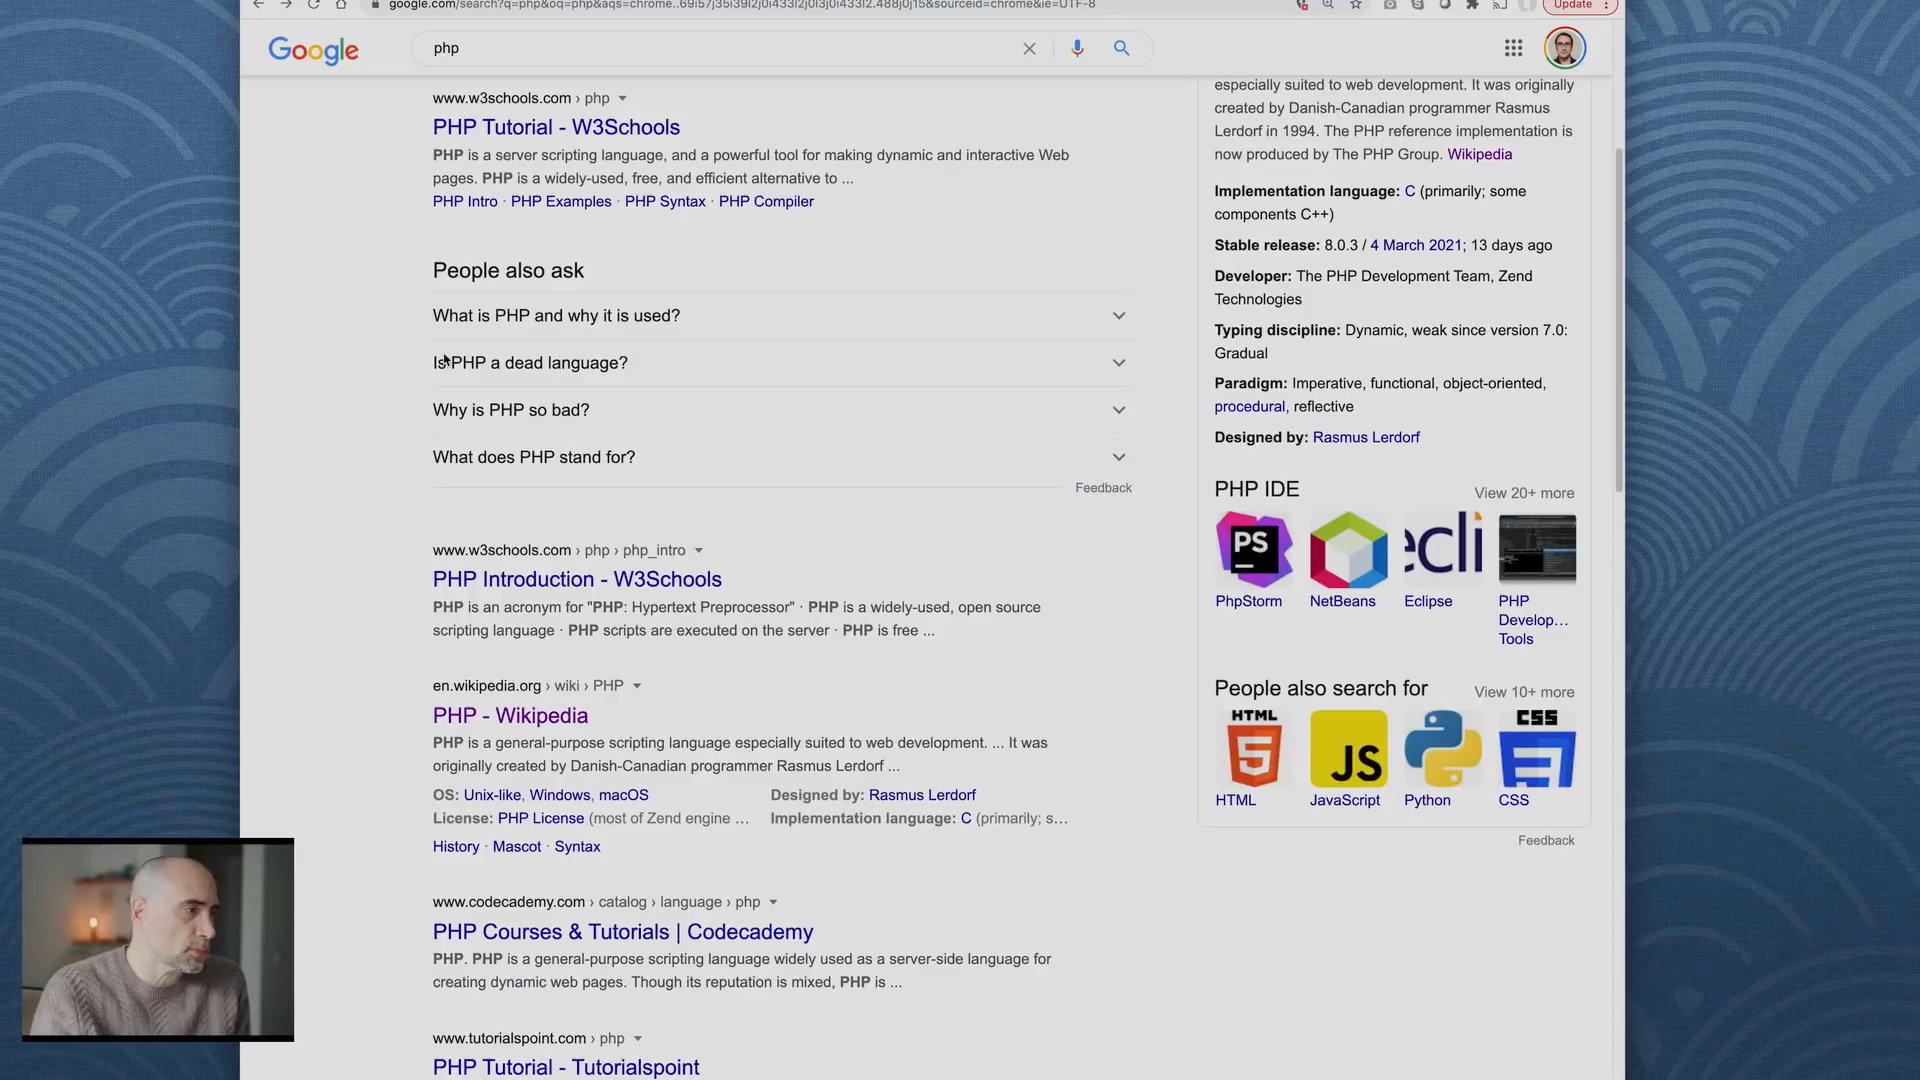 google.com/search?q=php&oq=php&aqs=chrome..69i57j35i39l2j0i433l2j0l3j0i433l2.488j0j15&sourceid=chrome&ie=UTF-8
Update
Google
php
www.w3schools.com › php
PHP Tutorial - W3Schools
PHP is a server scripting language, and a powerful tool for making dynamic and interactive Web
pages. PHP is a widely-used, free, and efficient alternative to ...
PHP Intro · PHP Examples · PHP Syntax · PHP Compiler
People also ask
What is PHP and why it is used?
Is PHP a dead language?
Why is PHP so bad?
What does PHP stand for?
Feedback
www.w3schools.com › php › php_intro
PHP Introduction - W3Schools
PHP is an acronym for "PHP: Hypertext Preprocessor" · PHP is a widely-used, open source
scripting language · PHP scripts are executed on the server · PHP is free ...
en.wikipedia.org › wiki › PHP
PHP - Wikipedia
PHP is a general-purpose scripting language especially suited to web development. ... It was
originally created by Danish-Canadian programmer Rasmus Lerdorf ...
OS: Unix-like, Windows, macOS
Designed by: Rasmus Lerdorf
License: PHP License (most of Zend engine ...
Implementation language: C (primarily; s...
History · Mascot · Syntax
www.codecademy.com › catalog › language › php
PHP Courses & Tutorials | Codecademy
PHP. PHP is a general-purpose scripting language widely used as a server-side language for
creating dynamic web pages. Though its reputation is mixed, PHP is ...
www.tutorialspoint.com › php
PHP Tutorial - Tutorialspoint
especially suited to web development. It was originally
created by Danish-Canadian programmer Rasmus
Lerdorf in 1994. The PHP reference implementation is
now produced by The PHP Group. Wikipedia
Implementation language: C (primarily; some
components C++)
Stable release: 8.0.3 / 4 March 2021; 13 days ago
Developer: The PHP Development Team, Zend
Technologies
Typing discipline: Dynamic, weak since version 7.0:
Gradual
Paradigm: Imperative, functional, object-oriented,
procedural, reflective
Designed by: Rasmus Lerdorf
PHP IDE
View 20+ more
PS
ecli
PhpStorm
NetBeans
Eclipse
PHP
Develop...
Tools
People also search for
View 10+ more
HTML
5
JS
CSS
HTML
JavaScript
Python
CSS
Feedback